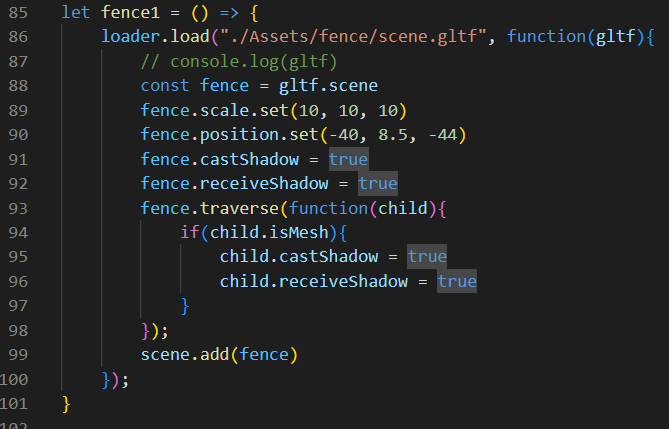 85 let fence1 = () => {
86 loader.load("./Assets/fence/scene.gltf", function(gltf){
87 // console.log(gltf)
88 const fence = gltf.scene
89 fence.scale.set(10, 10, 10)
90 fence.position.set(-40, 8.5, -44)
91 fence.castShadow = true
92 fence.receiveShadow = true
93 fence.traverse(function(child){
94 if(child.isMesh){
95 child.castShadow = true
96 child.receiveShadow = true
97 }
98 });
99 scene.add(fence)
100 });
101 }
102